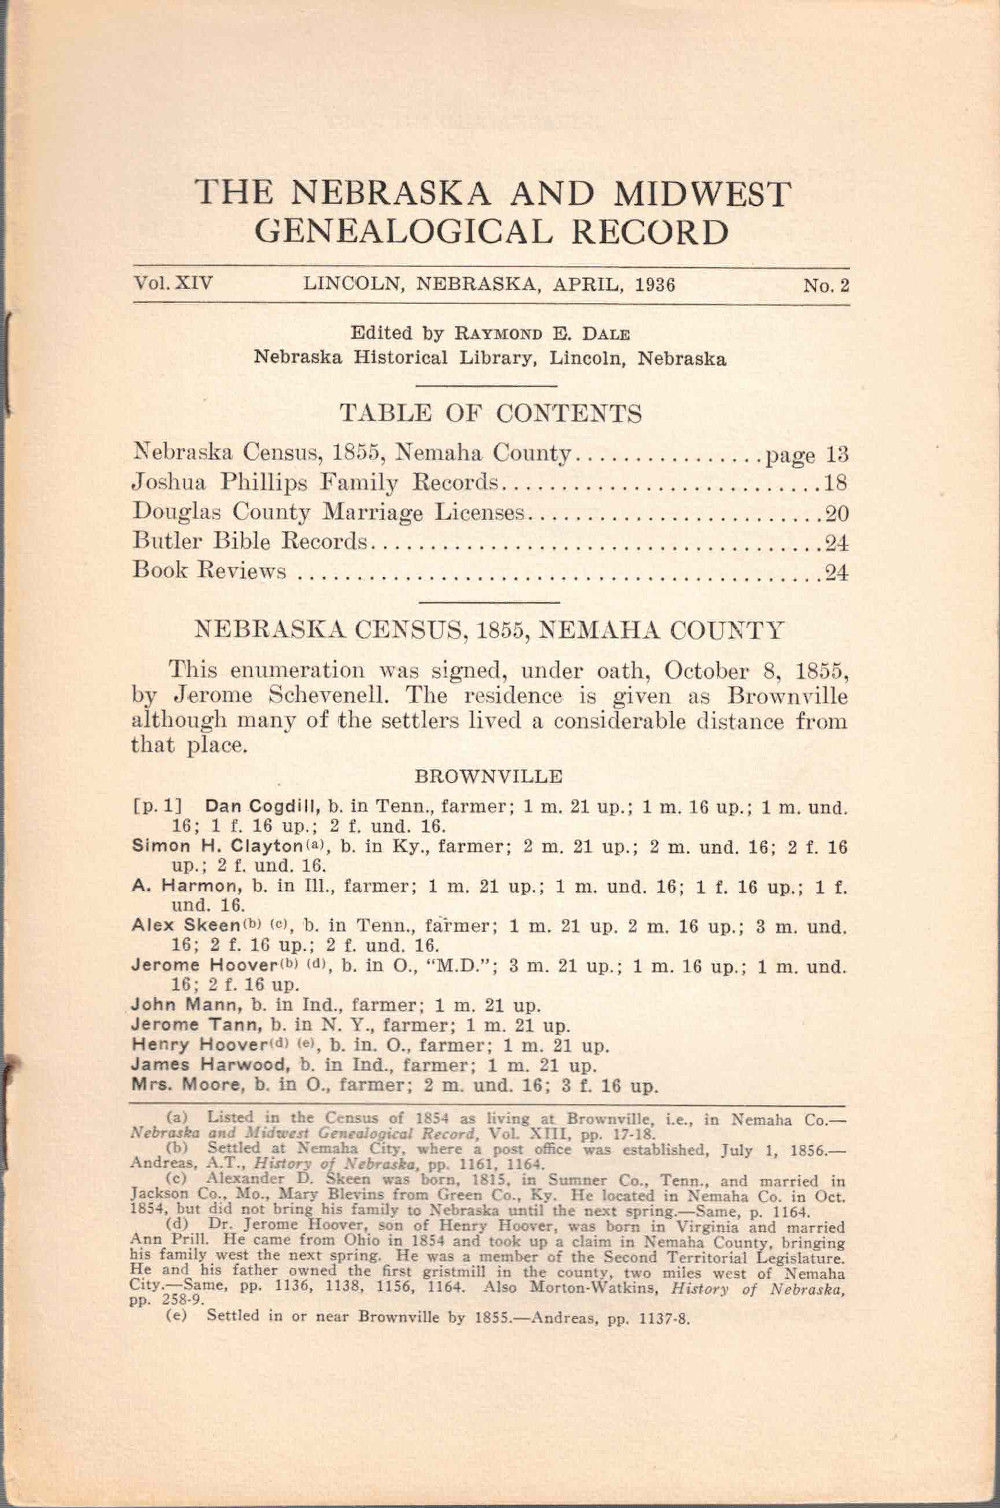 THE NEBRASKA AND MIDWEST
GENEALOGICAL RECORD
Vol. XIV LINCOLN, NEBRASKA, APRIL, 1936 No. 2
Edited by RAYMOND E. DALE
Nebraska Historical Library, Lincoln, Nebraska
TABLE OF CONTENTS
Nebraska Census, 1855, Nemaha County................page 13
Joshua Phillips Family Records...........................18
Douglas County Marriage Licenses.........................20
Butler Bible Records......................................24
Book Reviews ............................................24
NEBRASKA CENSUS, 1855, NEMAHA COUNTY
This enumeration was signed, under oath, October 8, 1855,
by Jerome Schevenell. The residence is given as Brownville
although many of the settlers lived a considerable distance from
that place.
BROWNVILLE
[p. 1] Dan Cogdill, b. in Tenn., farmer; 1 m. 21 up.; 1 m. 16 up.; 1 m. und.
16; 1 f. 16 up.; 2 f. und. 16.
Simon H. Clayton(a), b. in Ky., farmer; 2 m. 21 up.; 2 m. und. 16; 2 f. 16
up.; 2 f. und. 16.
A. Harmon, b. in Ill., farmer; 1 m. 21 up.; 1 m. und. 16; 1 f. 16 up.; 1 f.
und. 16.
Alex Skeen(b) (c), b. in Tenn., farmer; 1 m. 21 up. 2 m. 16 up.; 3 m. und.
16; 2 f. 16 up.; 2 f. und. 16.
Jerome Hoover(b) (d), b. in O., “M.D.”; 3 m. 21 up.; 1 m. 16 up.; 1 m. und.
16; 2 f. 16 up.
John Mann, b. in Ind., farmer; 1 m. 21 up.
Jerome Tann, b. in N. Y., farmer; 1 m. 21 up.
Henry Hoover(d) (e), b. in. O., farmer; 1 m. 21 up.
James Harwood, b. in Ind., farmer; 1 m. 21 up.
Mrs. Moore, b. in O., farmer; 2 m. und. 16; 3 f. 16 up.
(a) Listed in the Census of 1854 as living at Brownville, i.e., in Nemaha Co.—
Nebraska and Midwest Genealogical Record, Vol. XIII, pp. 17-18.
(b) Settled at Nemaha City, where a post office was established, July 1, 1856.—
Andreas, A.T., History of Nebraska, pp. 1161, 1164.
(c) Alexander D. Skeen was born, 1815, in Sumner Co., Tenn., and married in
Jackson Co., Mo., Mary Blevins from Green Co., Ky. He located in Nemaha Co. in Oct.
1854, but did not bring his family to Nebraska until the next spring.—Same, p. 1164.
(d) Dr. Jerome Hoover, son of Henry Hoover, was born in Virginia and married
Ann Prill. He came from Ohio in 1854 and took up a claim in Nemaha County, bringing
his family west the next spring. He was a member of the Second Territorial Legislature.
He and his father owned the first gristmill in the county, two miles west of Nemaha
City.—Same, pp. 1136, 1138, 1156, 1164. Also Morton-Watkins, History of Nebraska,
pp. 258-9.
(e) Settled in or near Brownville by 1855.—Andreas, pp. 1137-8.